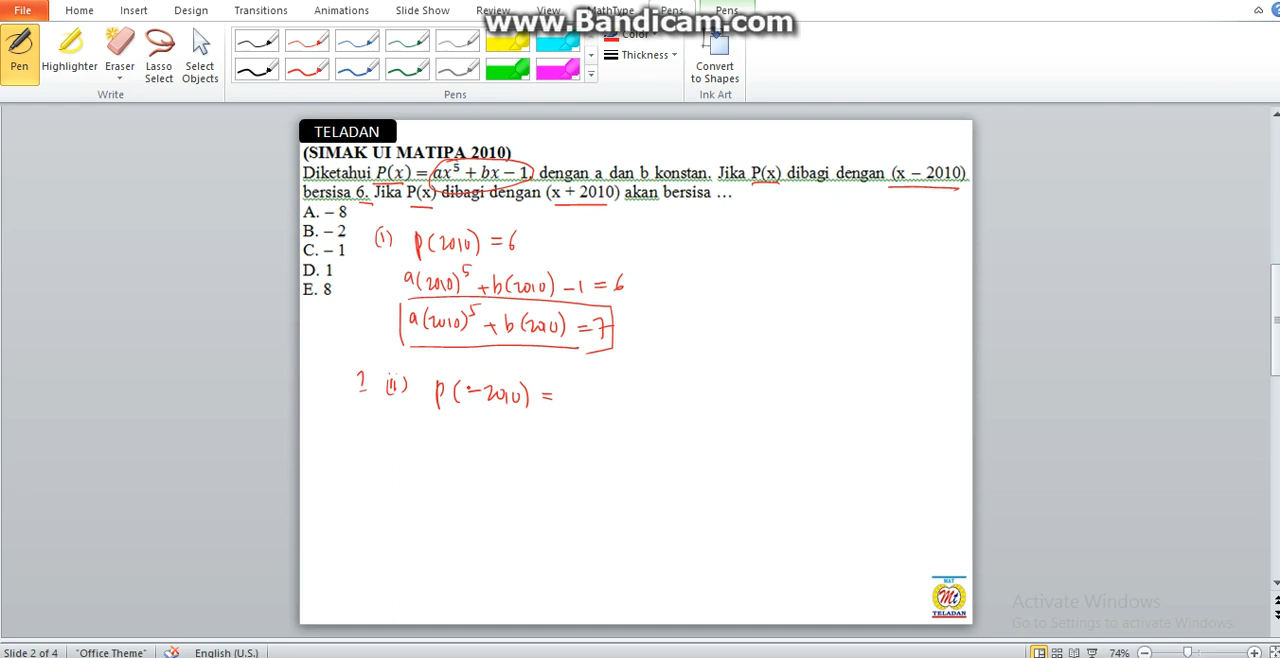 File Home Insert Design Transitions Animations Slide Show Review View MathType Pens Pens
www.Bandicam.com
Pen Highlighter Eraser Lasso Select Select Objects
Color
Thickness
Convert to Shapes
Write Pens Ink Art
TELADAN
(SIMAK UI MATIPA 2010)
Diketahui P(x) = ax⁵ + bx − 1, dengan a dan b konstan. Jika P(x) dibagi dengan (x − 2010)
bersisa 6. Jika P(x) dibagi dengan (x + 2010) akan bersisa …
A. – 8
B. – 2
C. – 1
D. 1
E. 8
(i) P(2010) = 6
a(2010)⁵ + b(2010) − 1 = 6
a(2010)⁵ + b(2010) = 7
? (ii) P(−2010) =
MAT
Mt
TELADAN
Activate Windows
Go to Settings to activate Windows.
Slide 2 of 4 "Office Theme" English (U.S.) 74%